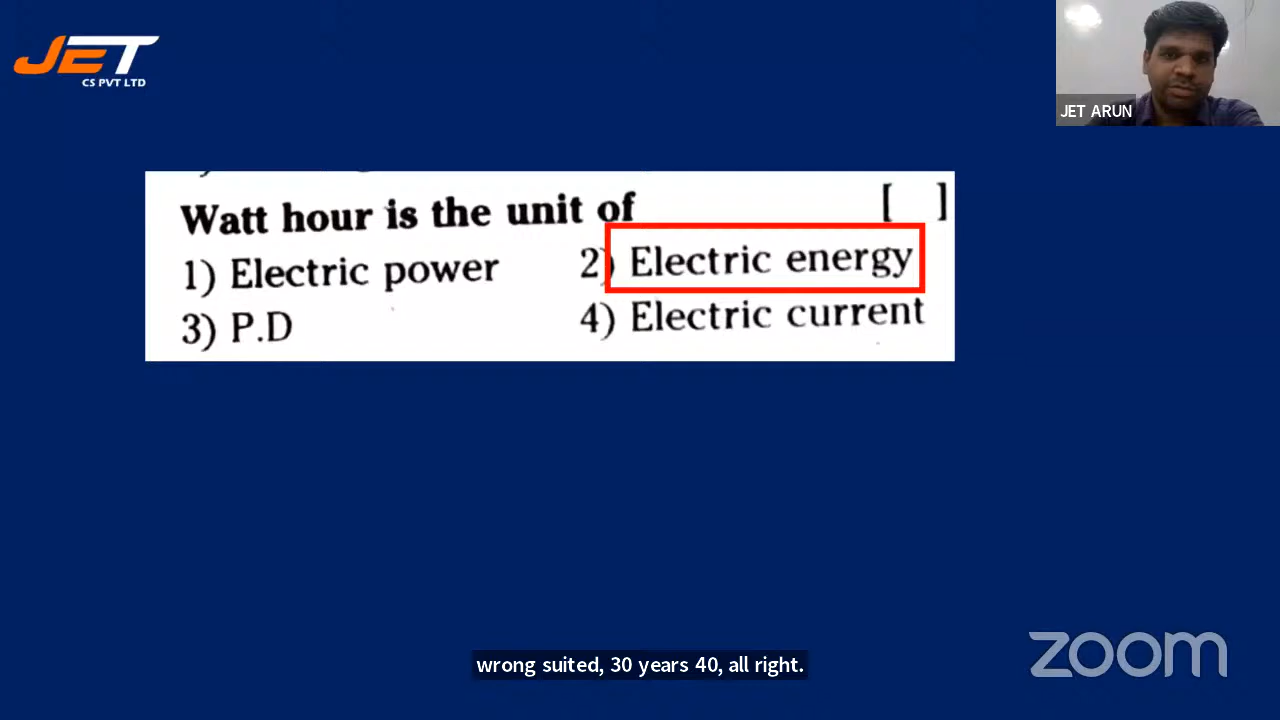 JET
CS PVT LTD
JET ARUN
Watt hour is the unit of [ ]
1) Electric power 2) Electric energy
3) P.D 4) Electric current
wrong suited, 30 years 40, all right.
zoom